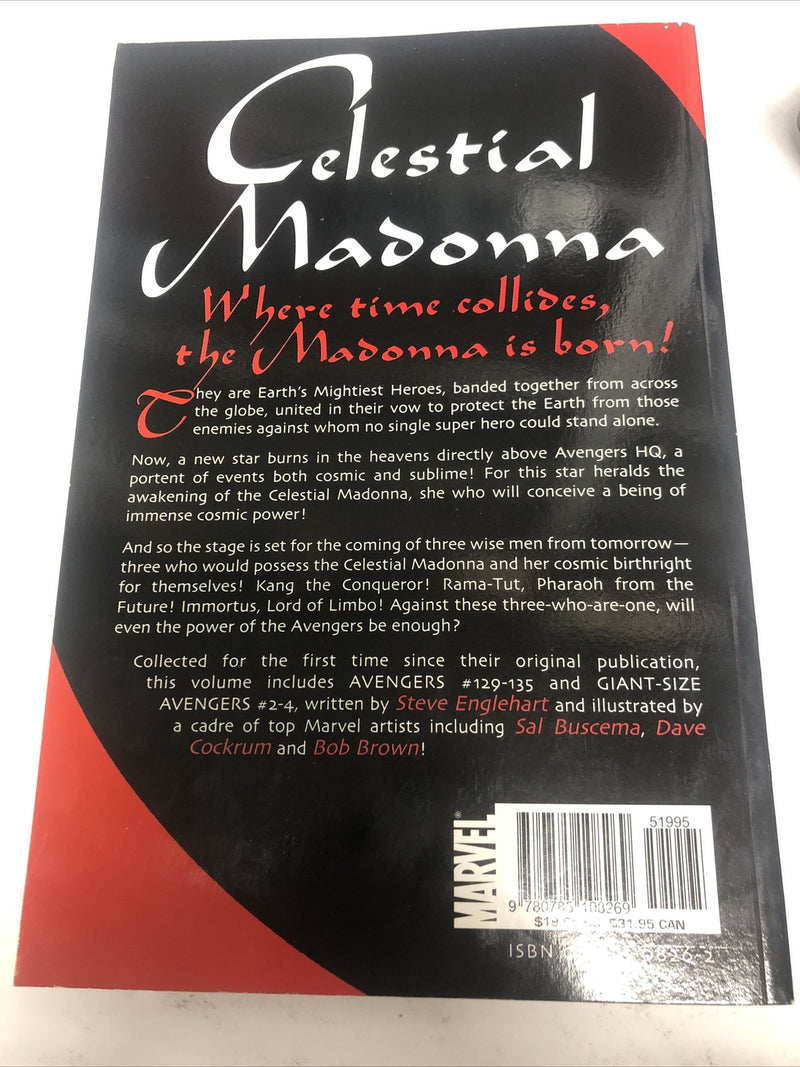 Celestial
Madonna
Where time collides,
the Madonna is born!
They are Earth's Mightiest Heroes, banded together from across
the globe, united in their vow to protect the Earth from those
enemies against whom no single super hero could stand alone.
Now, a new star burns in the heavens directly above Avengers HQ, a
portent of events both cosmic and sublime! For this star heralds the
awakening of the Celestial Madonna, she who will conceive a being of
immense cosmic power!
And so the stage is set for the coming of three wise men from tomorrow—
three who would possess the Celestial Madonna and her cosmic birthright
for themselves! Kang the Conqueror! Rama-Tut, Pharaoh from the
Future! Immortus, Lord of Limbo! Against these three-who-are-one, will
even the power of the Avengers be enough?
Collected for the first time since their original publication,
this volume includes AVENGERS #129-135 and GIANT-SIZE
AVENGERS #2-4, written by Steve Englehart and illustrated by
a cadre of top Marvel artists including Sal Buscema, Dave
Cockrum and Bob Brown!
MARVEL®
51995
$31.95 CAN
ISBN